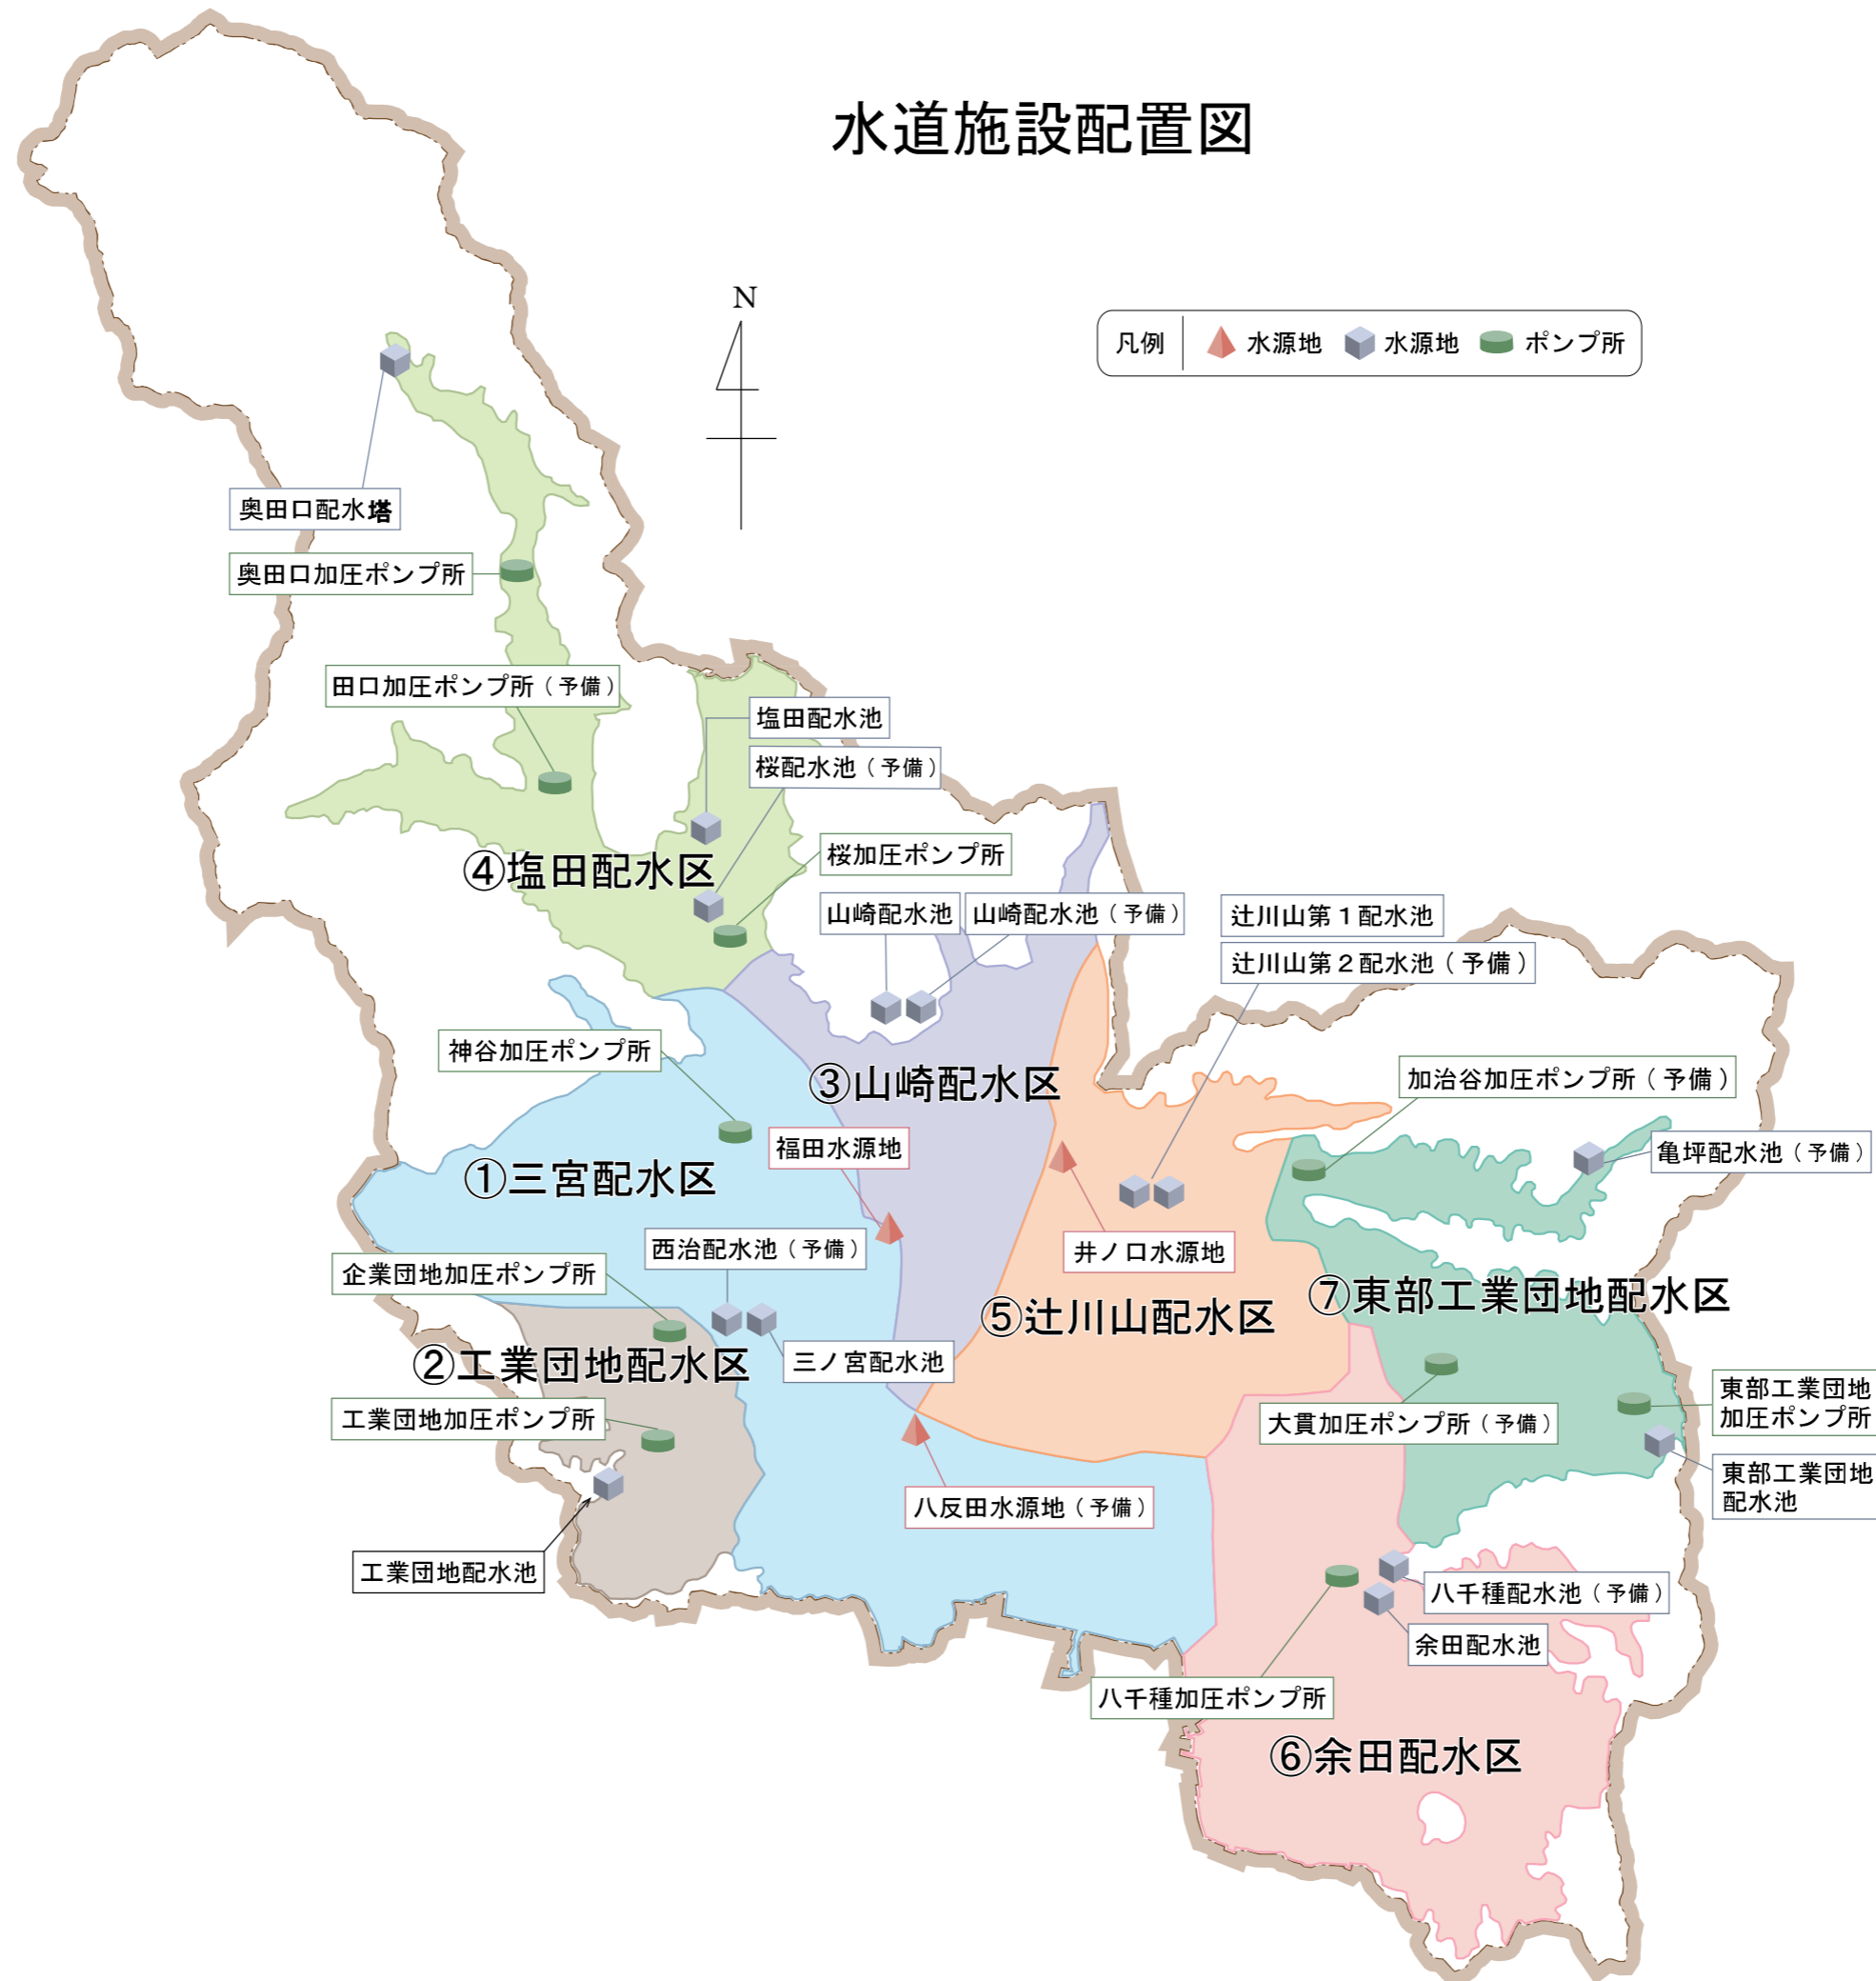 水道施設配置図
N
凡例 水源地 水源地 ポンプ所
奥田口配水塔
奥田口加圧ポンプ所
田口加圧ポンプ所（予備）
塩田配水池
桜配水池（予備）
④塩田配水区
桜加圧ポンプ所
山崎配水池
山崎配水池（予備）
辻川山第１配水池
辻川山第２配水池（予備）
神谷加圧ポンプ所
③山崎配水区
加治谷加圧ポンプ所（予備）
福田水源地
亀坪配水池（予備）
①三宮配水区
西治配水池（予備）
井ノ口水源地
企業団地加圧ポンプ所
⑦東部工業団地配水区
⑤辻川山配水区
三ノ宮配水池
②工業団地配水区
工業団地加圧ポンプ所
大貫加圧ポンプ所（予備）
東部工業団地
加圧ポンプ所
東部工業団地
配水池
八反田水源地（予備）
工業団地配水池
八千種配水池（予備）
余田配水池
八千種加圧ポンプ所
⑥余田配水区